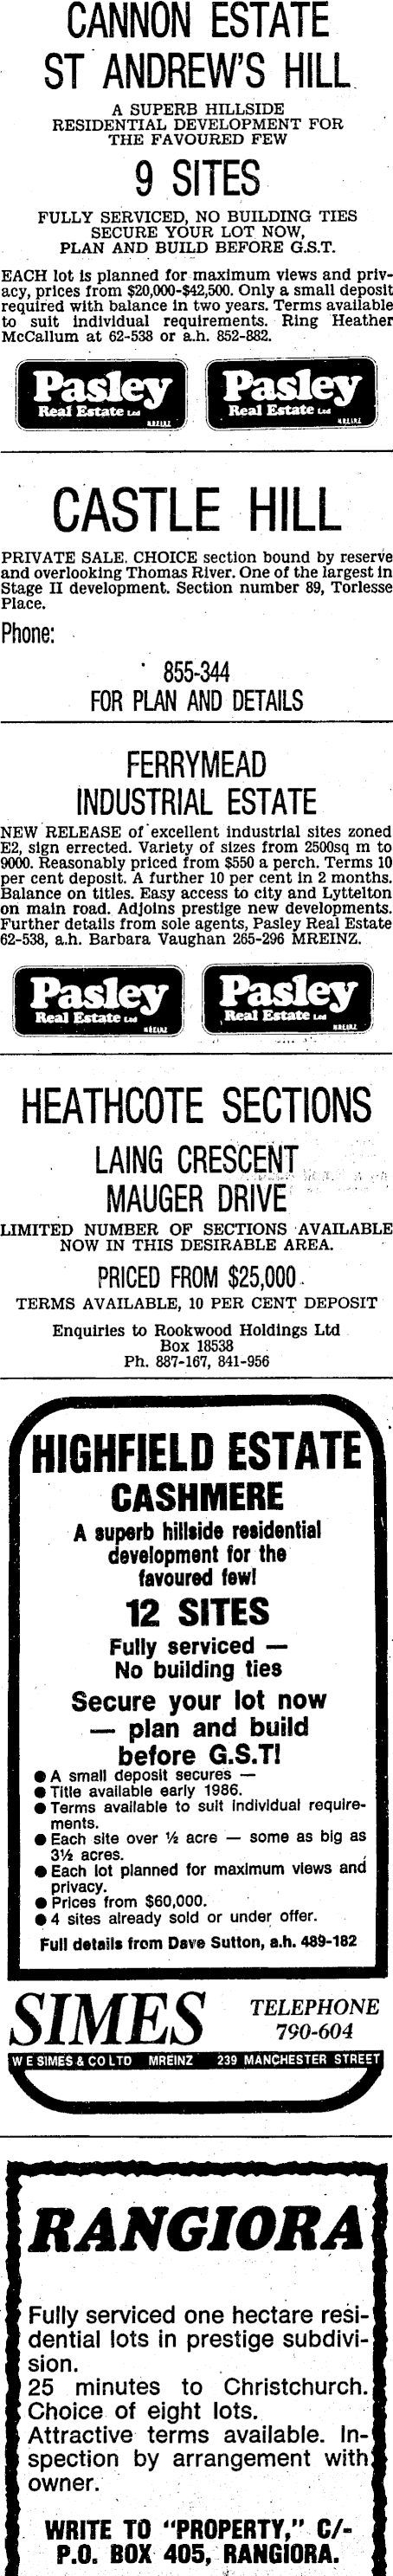 CANNON ESTATE
ST ANDREW'S HILL
A SUPERB HILLSIDE
RESIDENTIAL DEVELOPMENT FOR
THE FAVOURED FEW
9 SITES
FULLY SERVICED, NO BUILDING TIES
SECURE YOUR LOT NOW,
PLAN AND BUILD BEFORE G.S.T.
EACH lot is planned for maximum views and priv-
acy, prices from $20,000-$42,500. Only a small deposit
required with balance in two years. Terms available
to suit individual requirements. Ring Heather
McCallum at 62-538 or a.h. 852-882.
Pasley Pasley
Real Estate Ltd Real Estate Ltd
M.R.E.I.N.Z. M.R.E.I.N.Z.
CASTLE HILL
PRIVATE SALE. CHOICE section bound by reserve
and overlooking Thomas River. One of the largest in
Stage II development. Section number 89, Torlesse
Place.
Phone:
855-344
FOR PLAN AND DETAILS
FERRYMEAD
INDUSTRIAL ESTATE
NEW RELEASE of excellent industrial sites zoned
E2, sign errected. Variety of sizes from 2500sq m to
9000. Reasonably priced from $550 a perch. Terms 10
per cent deposit. A further 10 per cent in 2 months.
Balance on titles. Easy access to city and Lyttelton
on main road. Adjoins prestige new developments.
Further details from sole agents, Pasley Real Estate
62-538, a.h. Barbara Vaughan 265-296 MREINZ.
Pasley Pasley
Real Estate Ltd Real Estate Ltd
M.R.E.I.N.Z. M.R.E.I.N.Z.
HEATHCOTE SECTIONS
LAING CRESCENT
MAUGER DRIVE
LIMITED NUMBER OF SECTIONS AVAILABLE
NOW IN THIS DESIRABLE AREA.
PRICED FROM $25,000
TERMS AVAILABLE, 10 PER CENT DEPOSIT
Enquiries to Rookwood Holdings Ltd
Box 18538
Ph. 887-167, 841-956
HIGHFIELD ESTATE
CASHMERE
A superb hillside residential
development for the
favoured few!
12 SITES
Fully serviced —
No building ties
Secure your lot now
— plan and build
before G.S.T!
● A small deposit secures —
● Title available early 1986.
● Terms available to suit individual require-
ments.
● Each site over ½ acre — some as big as
3½ acres.
● Each lot planned for maximum views and
privacy.
● Prices from $60,000.
● 4 sites already sold or under offer.
Full details from Dave Sutton, a.h. 489-182
SIMES TELEPHONE
790-604
W E SIMES & CO LTD MREINZ 239 MANCHESTER STREET
RANGIORA
Fully serviced one hectare resi-
dential lots in prestige subdivi-
sion.
25 minutes to Christchurch.
Choice of eight lots.
Attractive terms available. In-
spection by arrangement with
owner.
WRITE TO "PROPERTY," C/-
P.O. BOX 405, RANGIORA.